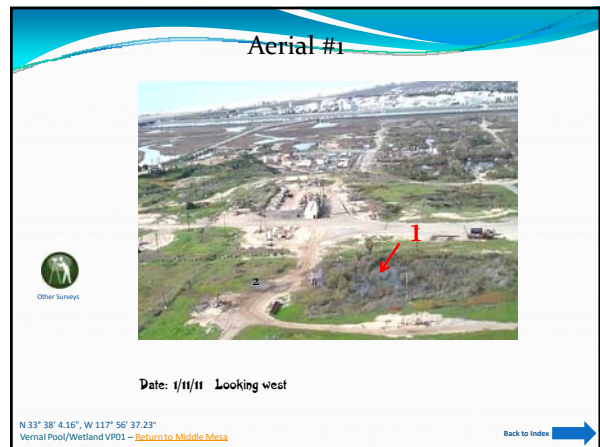 Aerial #1
1
2
Other Surveys
Date: 1/11/11 Looking west
N 33° 38' 4.16", W 117° 56' 37.23"
Vernal Pool/Wetland VP01 – Return to Middle Mesa
Back to Index